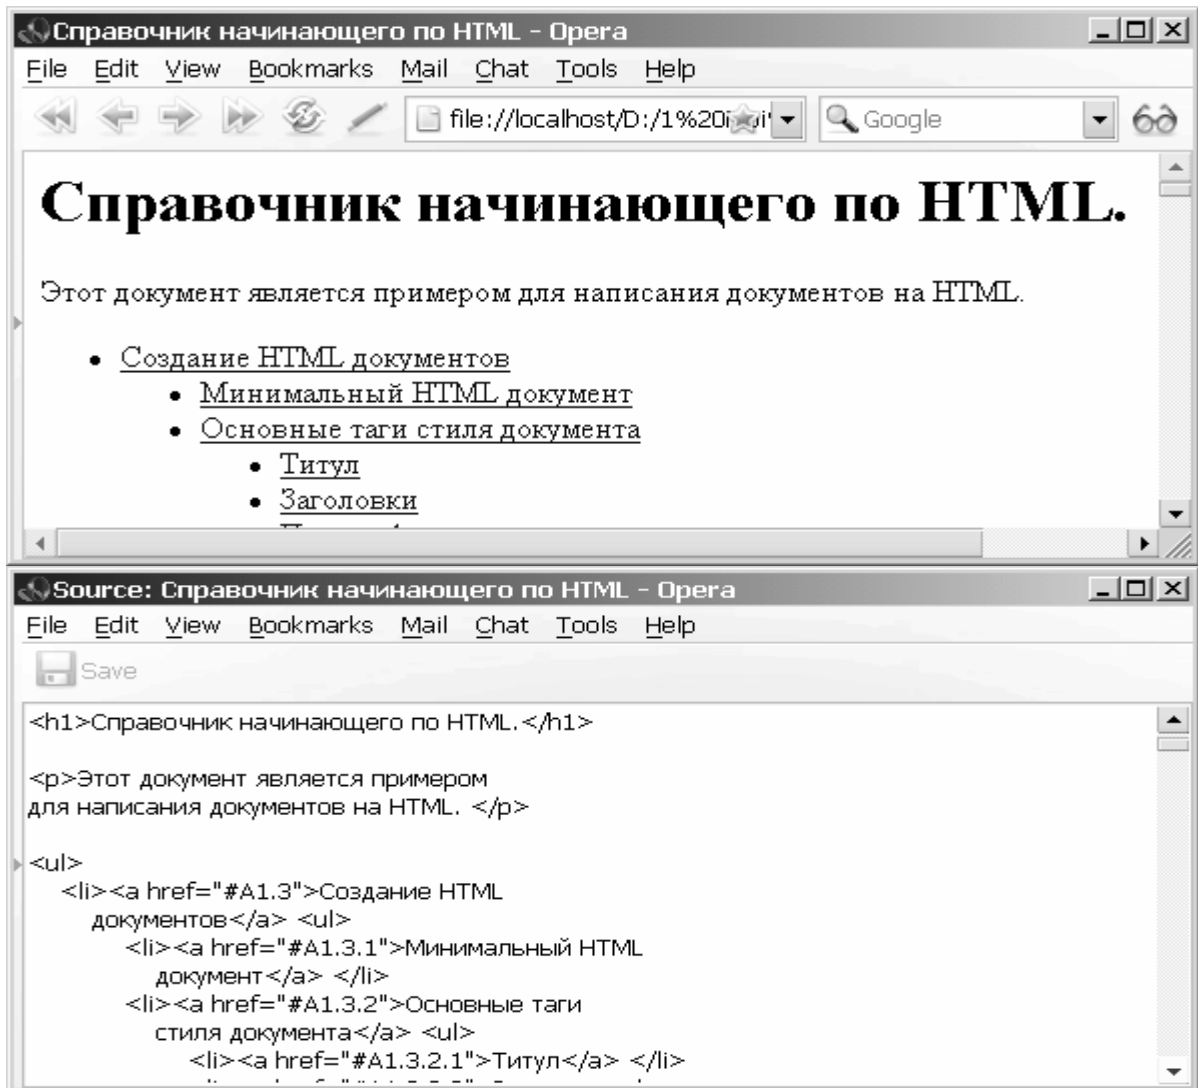 Справочник начинающего по HTML - Opera
File Edit View Bookmarks Mail Chat Tools Help
file://localhost/D:/1%20 Google
Справочник начинающего по HTML.
Этот документ является примером для написания документов на HTML.
• Создание HTML документов
• Минимальный HTML документ
• Основные таги стиля документа
• Титул
• Заголовки
Source: Справочник начинающего по HTML - Opera
File Edit View Bookmarks Mail Chat Tools Help
Save
<h1>Справочник начинающего по HTML.</h1>
<p>Этот документ является примером
для написания документов на HTML. </p>
<ul>
<li><a href="#A1.3">Создание HTML
документов</a> <ul>
<li><a href="#A1.3.1">Минимальный HTML
документ</a> </li>
<li><a href="#A1.3.2">Основные таги
стиля документа</a> <ul>
<li><a href="#A1.3.2.1">Титул</a> </li>